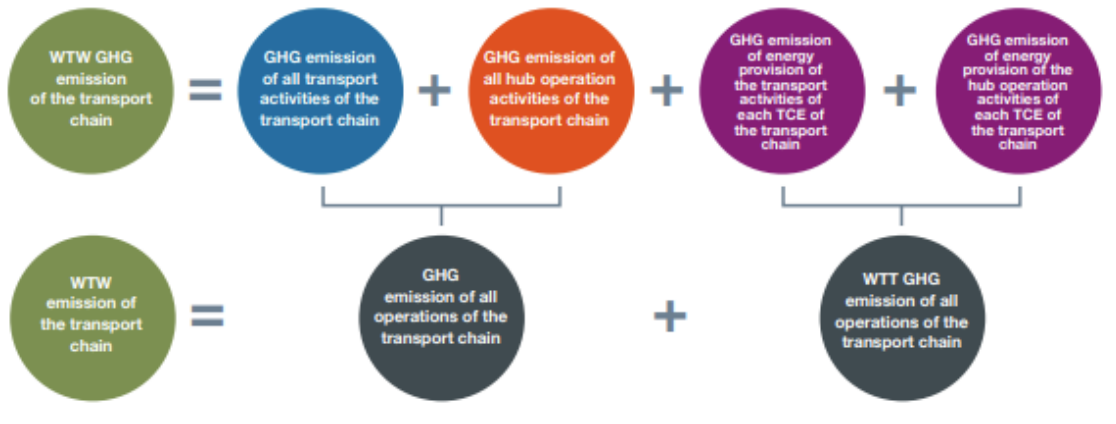 WTW GHG
emission
of the transport
chain
=
GHG emission
of all transport
activities of the
transport chain
+
GHG emission of
all hub operation
activities of the
transport chain
+
GHG emission
of energy
provision of
the transport
activities of
each TCE of
the transport
chain
+
GHG emission
of energy
provision of the
hub operation
activities of
each TCE of
the transport
chain
WTW
emission of
the transport
chain
=
GHG
emission of all
operations of the
transport chain
+
WTT GHG
emission of all
operations of the
transport chain